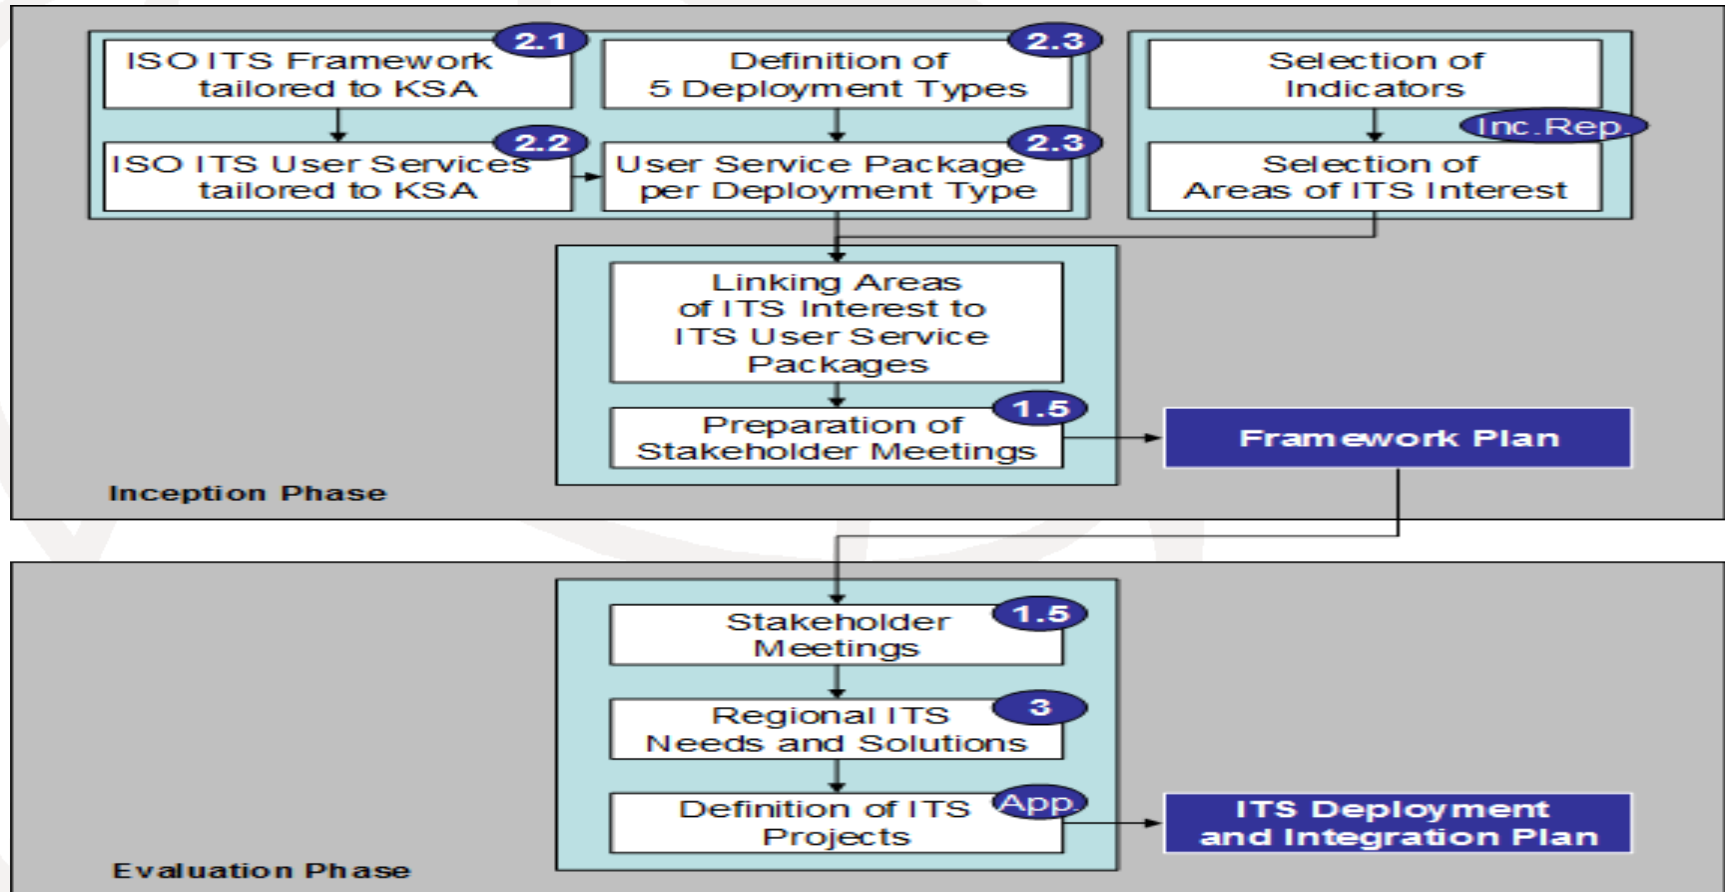 2.1
ISO ITS Framework
tailored to KSA
2.3
Definition of
5 Deployment Types
Selection of
Indicators
Inc.Rep.
2.2
ISO ITS User Services
tailored to KSA
2.3
User Service Package
per Deployment Type
Selection of
Areas of ITS Interest
Linking Areas
of ITS Interest to
ITS User Service
Packages
1.5
Preparation of
Stakeholder Meetings
Framework Plan
Inception Phase
1.5
Stakeholder
Meetings
3
Regional ITS
Needs and Solutions
App.
Definition of ITS
Projects
ITS Deployment
and Integration Plan
Evaluation Phase